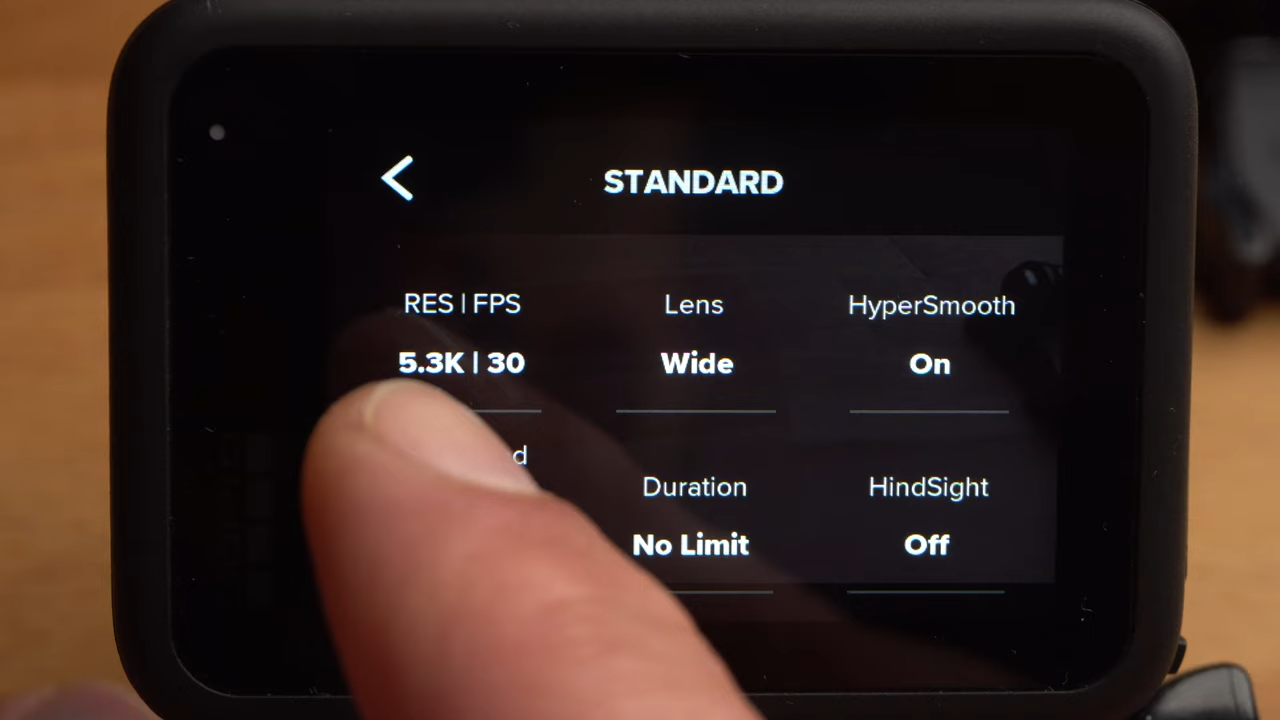 STANDARD
RES | FPS
Lens
HyperSmooth
5.3K | 30
Wide
On
Duration
HindSight
No Limit
Off